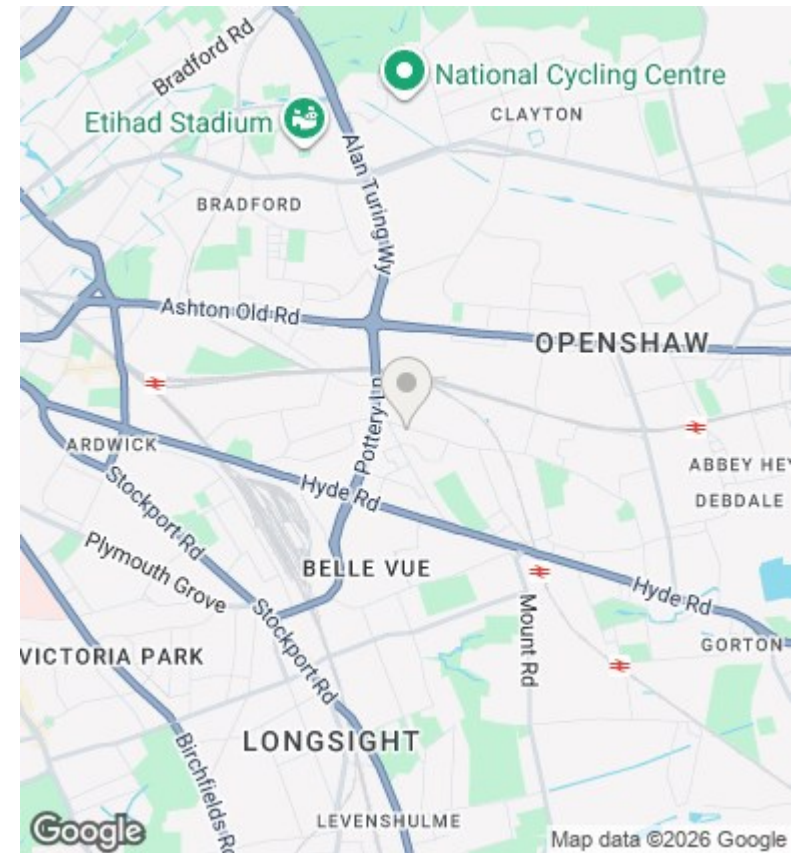 Bradford Rd
National Cycling Centre
Etihad Stadium
CLAYTON
Alan Turing Wy
BRADFORD
Ashton Old Rd
OPENSHAW
Pottery Ln
ARDWICK
ABBEY HEY
DEBDALE
Stockport Rd
Hyde Rd
Plymouth Grove
BELLE VUE
Stockport Rd
Hyde Rd
Mount Rd
GORTON
VICTORIA PARK
LONGSIGHT
Birchfields Rd
LEVENSHULME
Google
Map data ©2026 Google